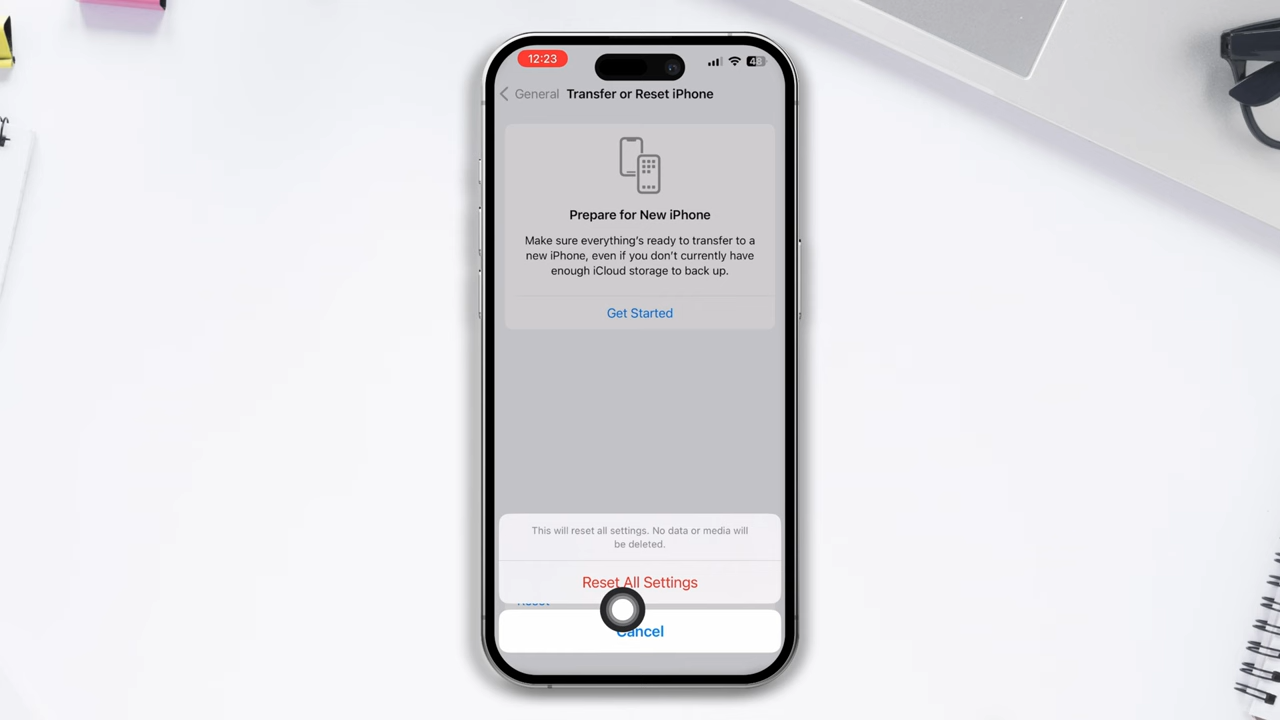 12:23
48
General Transfer or Reset iPhone
Prepare for New iPhone
Make sure everything's ready to transfer to a
new iPhone, even if you don't currently have
enough iCloud storage to back up.
Get Started
This will reset all settings. No data or media will
be deleted.
Reset All Settings
Reset
Cancel